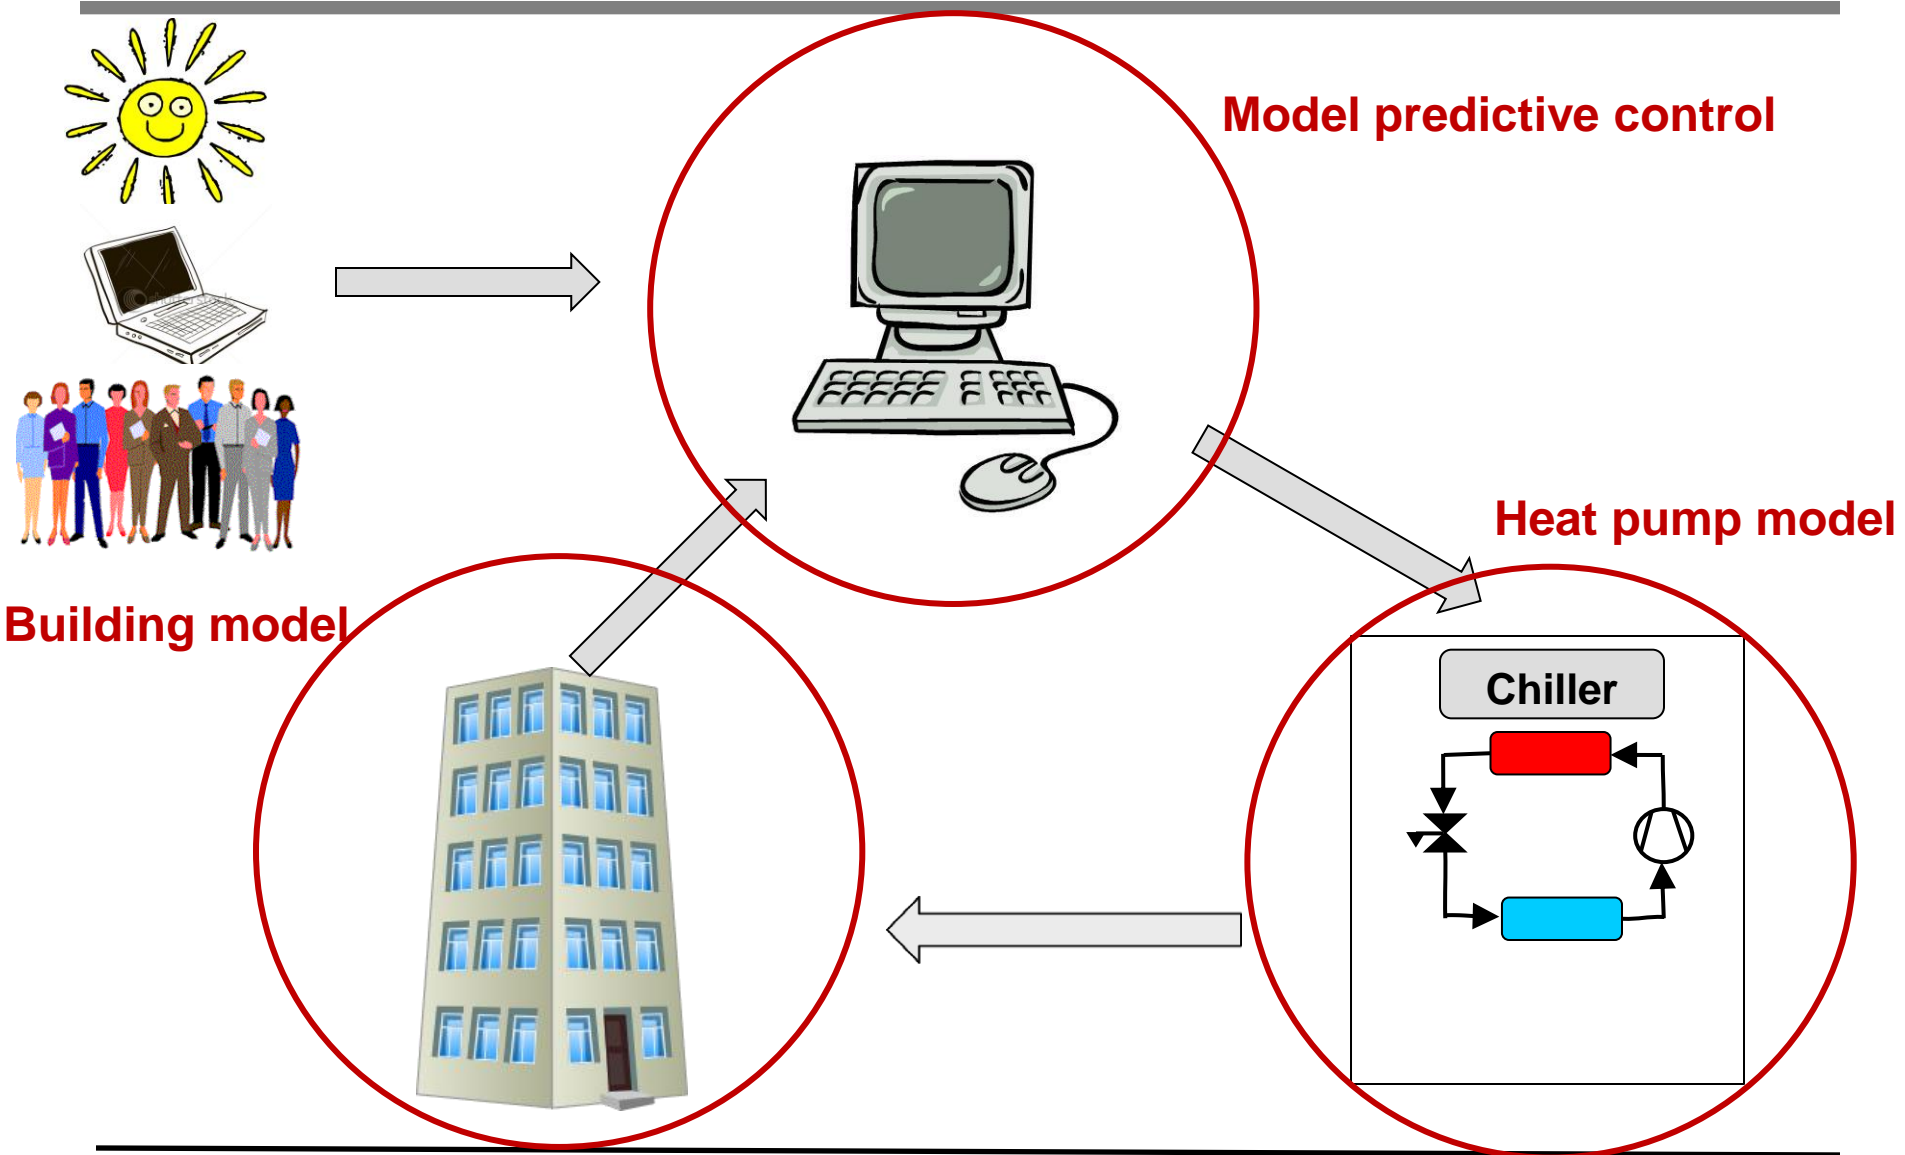 Model predictive control
Heat pump model
Building model
Chiller